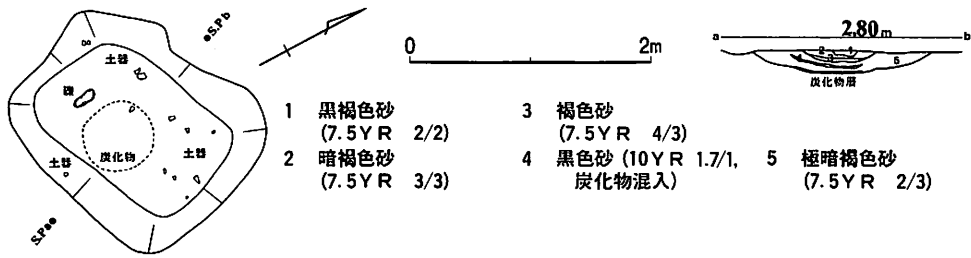 S.Pb
土器
礫
炭化物
土器
土器
S.Pa
0 2m
a 2.80m b
2 1
3
5
炭化物層
1 黒褐色砂
(7.5YR 2/2)
2 暗褐色砂
(7.5YR 3/3)
3 褐色砂
(7.5YR 4/3)
4 黒色砂 (10YR 1.7/1,
炭化物混入)
5 極暗褐色砂
(7.5YR 2/3)